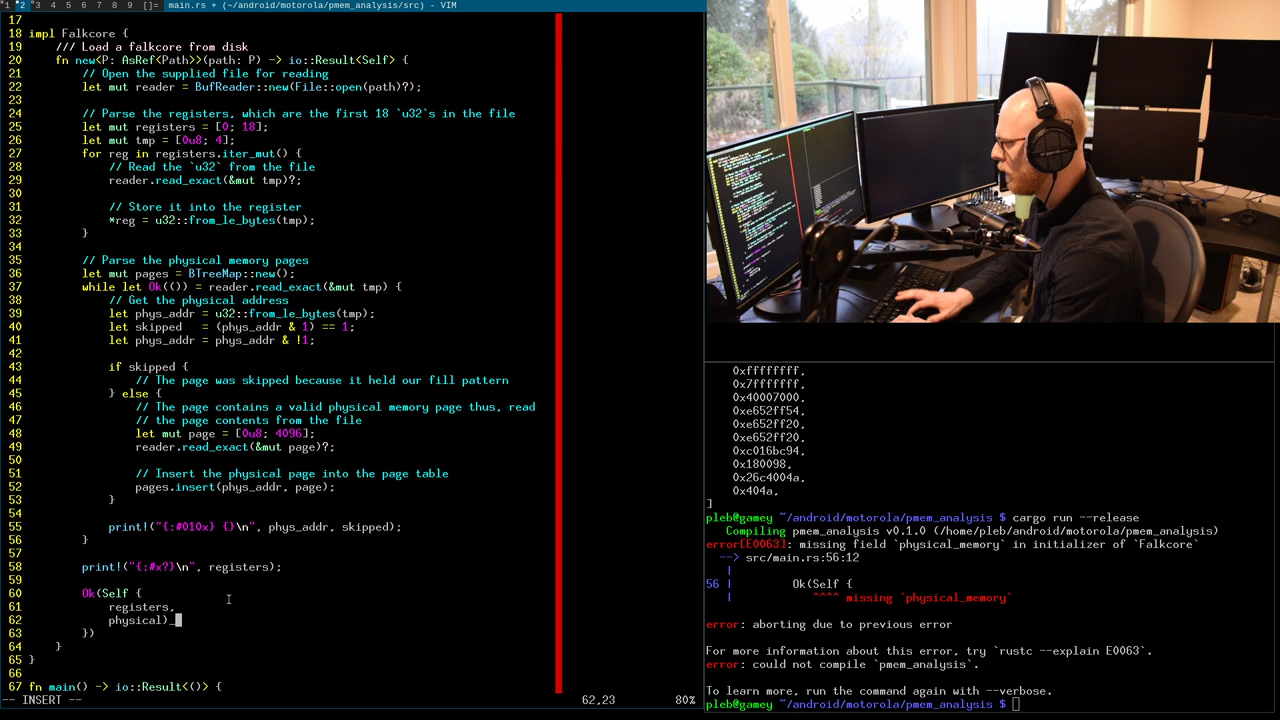 1 2 3 4 5 6 7 8 9 []= main.rs + (~/android/motorola/pmem_analysis/src) - VIM
17
18 impl Falkcore {
19     /// Load a falkcore from disk
20     fn new<P: AsRef<Path>>(path: P) -> io::Result<Self> {
21         // Open the supplied file for reading
22         let mut reader = BufReader::new(File::open(path)?);
23
24         // Parse the registers, which are the first 18 `u32`s in the file
25         let mut registers = [0; 18];
26         let mut tmp = [0u8; 4];
27         for reg in registers.iter_mut() {
28             // Read the `u32` from the file
29             reader.read_exact(&mut tmp)?;
30
31             // Store it into the register
32             *reg = u32::from_le_bytes(tmp);
33         }
34
35         // Parse the physical memory pages
36         let mut pages = BTreeMap::new();
37         while let Ok(()) = reader.read_exact(&mut tmp) {
38             // Get the physical address
39             let phys_addr = u32::from_le_bytes(tmp);
40             let skipped   = (phys_addr & 1) == 1;
41             let phys_addr = phys_addr & !1;
42
43             if skipped {
44                 // The page was skipped because it held our fill pattern
45             } else {
46                 // The page contains a valid physical memory page thus, read
47                 // the page contents from the file
48                 let mut page = [0u8; 4096];
49                 reader.read_exact(&mut page)?;
50
51                 // Insert the physical page into the page table
52                 pages.insert(phys_addr, page);
53             }
54
55             print!("{:#010x} {}\n", phys_addr, skipped);
56         }
57
58         print!("{:#x?}\n", registers);
59
60         Ok(Self {
61             registers,
62             physical)_
63         })
64     }
65 }
66
67 fn main() -> io::Result<()> {
-- INSERT -- 62,23 80%
0xffffffff,
0x7fffffff,
0x40007000,
0xe652ff54,
0xe652ff20,
0xe652ff20,
0xc016bc94,
0x180098,
0x26c4004a,
0x404a,
]
pleb@gamey ~/android/motorola/pmem_analysis $ cargo run --release
Compiling pmem_analysis v0.1.0 (/home/pleb/android/motorola/pmem_analysis)
error[E0063]: missing field `physical_memory` in initializer of `Falkcore`
--> src/main.rs:56:12
|
56 |         Ok(Self {
|            ^^^^ missing `physical_memory`
error: aborting due to previous error
For more information about this error, try `rustc --explain E0063`.
error: could not compile `pmem_analysis`.
To learn more, run the command again with --verbose.
pleb@gamey ~/android/motorola/pmem_analysis $